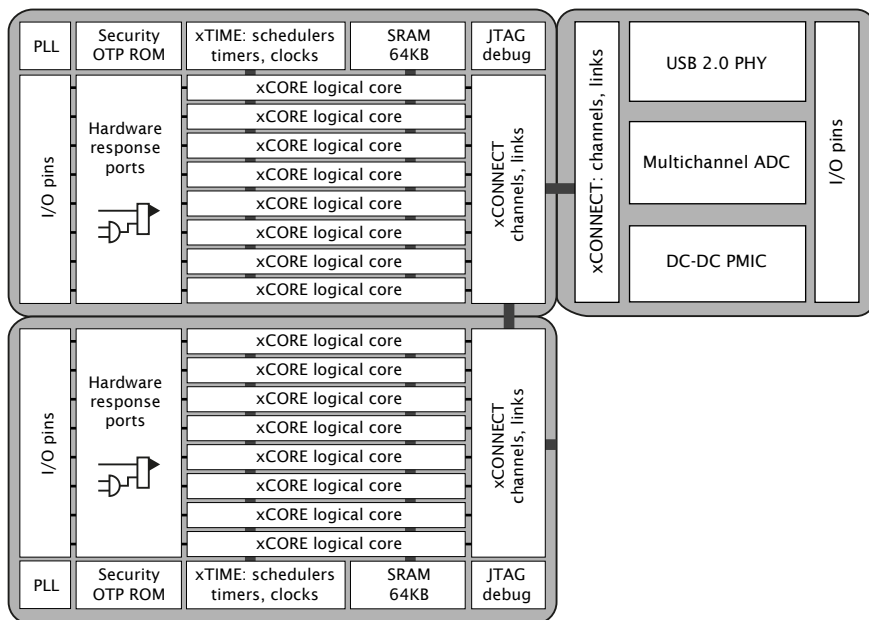 PLL
Security
OTP ROM
xTIME: schedulers
timers, clocks
SRAM
64KB
JTAG
debug
I/O pins
Hardware
response
ports
xCORE logical core
xCORE logical core
xCORE logical core
xCORE logical core
xCORE logical core
xCORE logical core
xCORE logical core
xCORE logical core
xCONNECT
channels, links
xCONNECT: channels, links
USB 2.0 PHY
Multichannel ADC
DC-DC PMIC
I/O pins
I/O pins
Hardware
response
ports
xCORE logical core
xCORE logical core
xCORE logical core
xCORE logical core
xCORE logical core
xCORE logical core
xCORE logical core
xCORE logical core
xCONNECT
channels, links
PLL
Security
OTP ROM
xTIME: schedulers
timers, clocks
SRAM
64KB
JTAG
debug